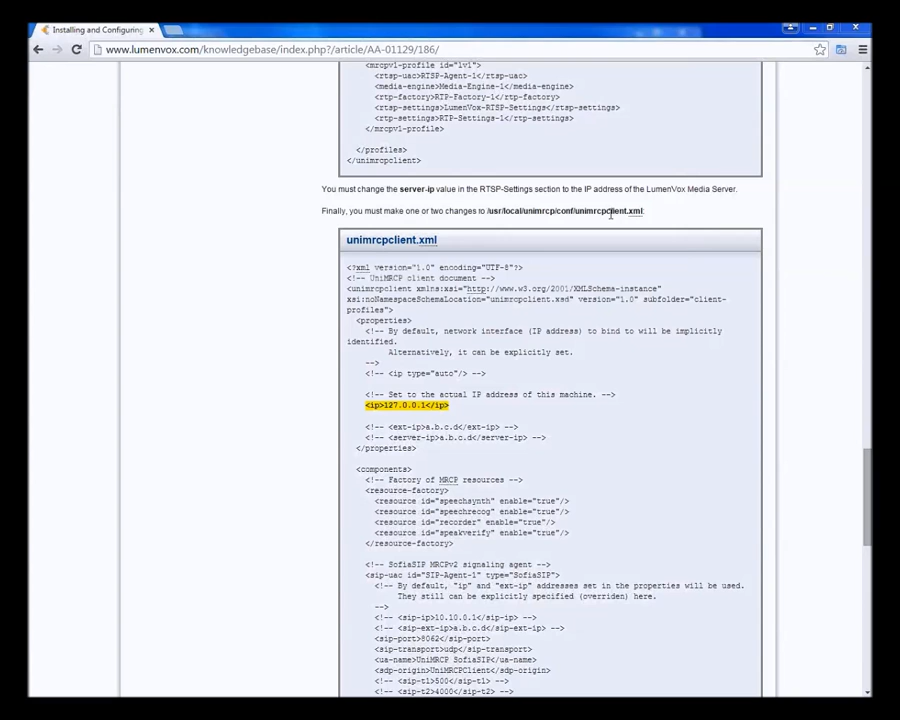 Installing and Configuring
www.lumenvox.com/knowledgebase/index.php?/article/AA-01129/186/
<mrcpv1-profile id="lv1">
<rtsp-uac>RTSP-Agent-1</rtsp-uac>
<media-engine>Media-Engine-1</media-engine>
<rtp-factory>RTP-Factory-1</rtp-factory>
<rtsp-settings>LumenVox-RTSP-Settings</rtsp-settings>
<rtp-settings>RTP-Settings-1</rtp-settings>
</mrcpv1-profile>
</profiles>
</unimrcpclient>
You must change the server-ip value in the RTSP-Settings section to the IP address of the LumenVox Media Server.
Finally, you must make one or two changes to /usr/local/unimrcp/conf/unimrcpclient.xml:
unimrcpclient.xml
<?xml version="1.0" encoding="UTF-8"?>
<!-- UniMRCP client document -->
<unimrcpclient xmlns:xsi="http://www.w3.org/2001/XMLSchema-instance"
xsi:noNamespaceSchemaLocation="unimrcpclient.xsd" version="1.0" subfolder="client-
profiles">
<properties>
<!-- By default, network interface (IP address) to bind to will be implicitly
identified.
Alternatively, it can be explicitly set.
-->
<!-- <ip type="auto"/> -->
<!-- Set to the actual IP address of this machine. -->
<ip>127.0.0.1</ip>
<!-- <ext-ip>a.b.c.d</ext-ip> -->
<!-- <server-ip>a.b.c.d</server-ip> -->
</properties>
<components>
<!-- Factory of MRCP resources -->
<resource-factory>
<resource id="speechsynth" enable="true"/>
<resource id="speechrecog" enable="true"/>
<resource id="recorder" enable="true"/>
<resource id="speakverify" enable="true"/>
</resource-factory>
<!-- SofiaSIP MRCPv2 signaling agent -->
<sip-uac id="SIP-Agent-1" type="SofiaSIP">
<!-- By default, "ip" and "ext-ip" addresses set in the properties will be used.
They still can be explicitly specified (overriden) here.
-->
<!-- <sip-ip>10.10.0.1</sip-ip> -->
<!-- <sip-ext-ip>a.b.c.d</sip-ext-ip> -->
<sip-port>8062</sip-port>
<sip-transport>udp</sip-transport>
<ua-name>UniMRCP SofiaSIP</ua-name>
<sdp-origin>UniMRCPClient</sdp-origin>
<!-- <sip-t1>500</sip-t1> -->
<!-- <sip-t2>4000</sip-t2> -->